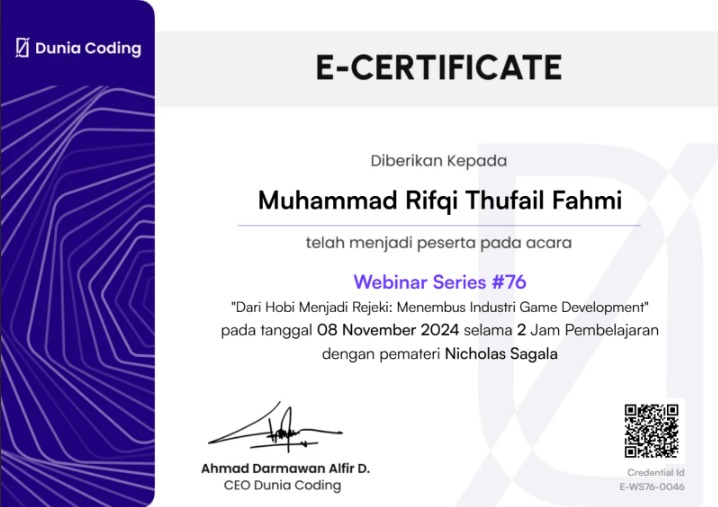 Dunia Coding
E-CERTIFICATE
Diberikan Kepada
Muhammad Rifqi Thufail Fahmi
telah menjadi peserta pada acara
Webinar Series #76
"Dari Hobi Menjadi Rejeki: Menembus Industri Game Development"
pada tanggal 08 November 2024 selama 2 Jam Pembelajaran
dengan pemateri Nicholas Sagala
Ahmad Darmawan Alfir D.
CEO Dunia Coding
Credential Id
E-WS76-0046